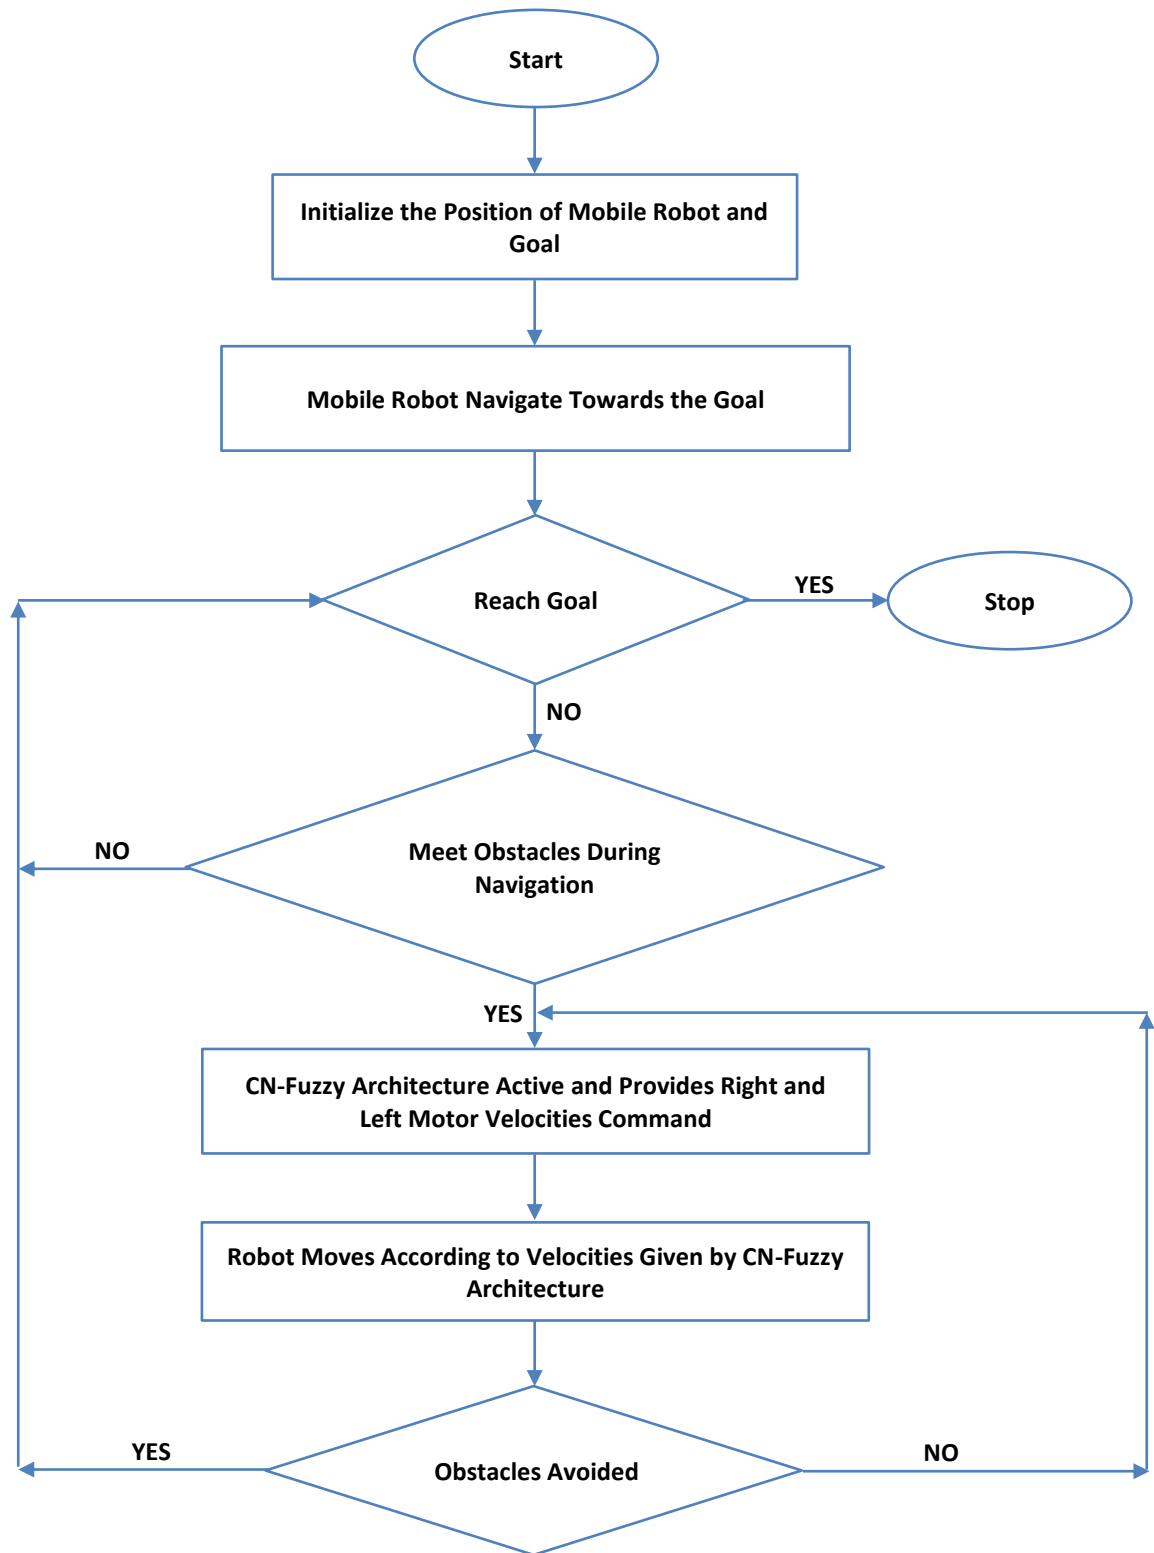 Start
Initialize the Position of Mobile Robot and
Goal
Mobile Robot Navigate Towards the Goal
Reach Goal
YES
Stop
NO
NO
Meet Obstacles During
Navigation
YES
CN-Fuzzy Architecture Active and Provides Right and
Left Motor Velocities Command
Robot Moves According to Velocities Given by CN-Fuzzy
Architecture
YES
Obstacles Avoided
NO